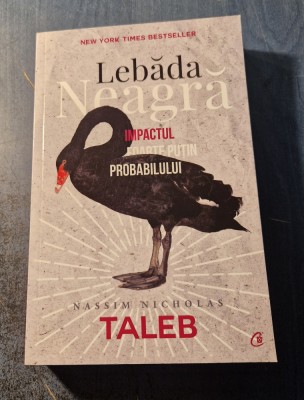 NEW YORK TIMES BESTSELLER
Lebăda
Neagră
IMPACTUL
FOARTE PUȚIN
PROBABILULUI
NASSIM NICHOLAS
TALEB